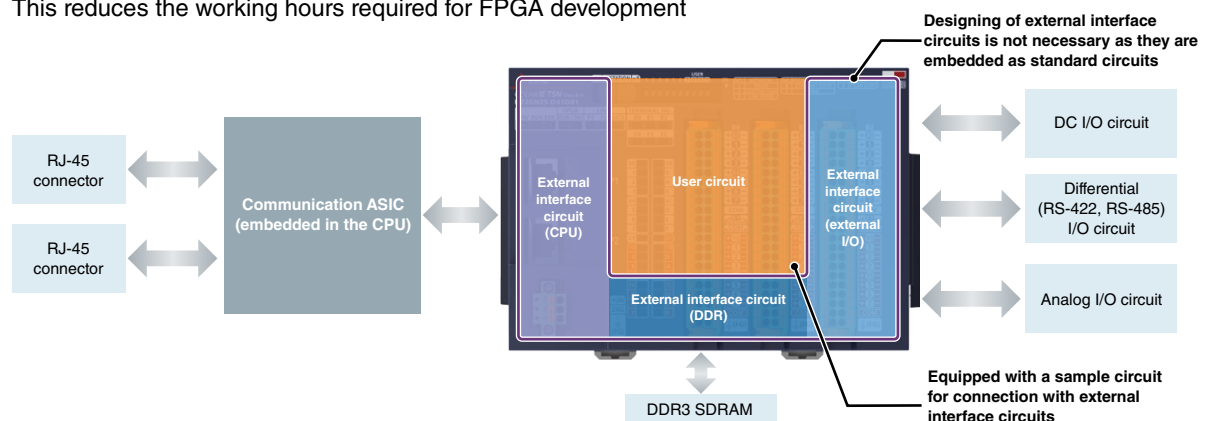 This reduces the working hours required for FPGA development
Designing of external interface
circuits is not necessary as they are
embedded as standard circuits
RJ-45
connector
RJ-45
connector
Communication ASIC
(embedded in the CPU)
External
interface
circuit
(CPU)
User circuit
External
interface
circuit
(external
I/O)
External interface circuit
(DDR)
DC I/O circuit
Differential
(RS-422, RS-485)
I/O circuit
Analog I/O circuit
DDR3 SDRAM
Equipped with a sample circuit
for connection with external
interface circuits